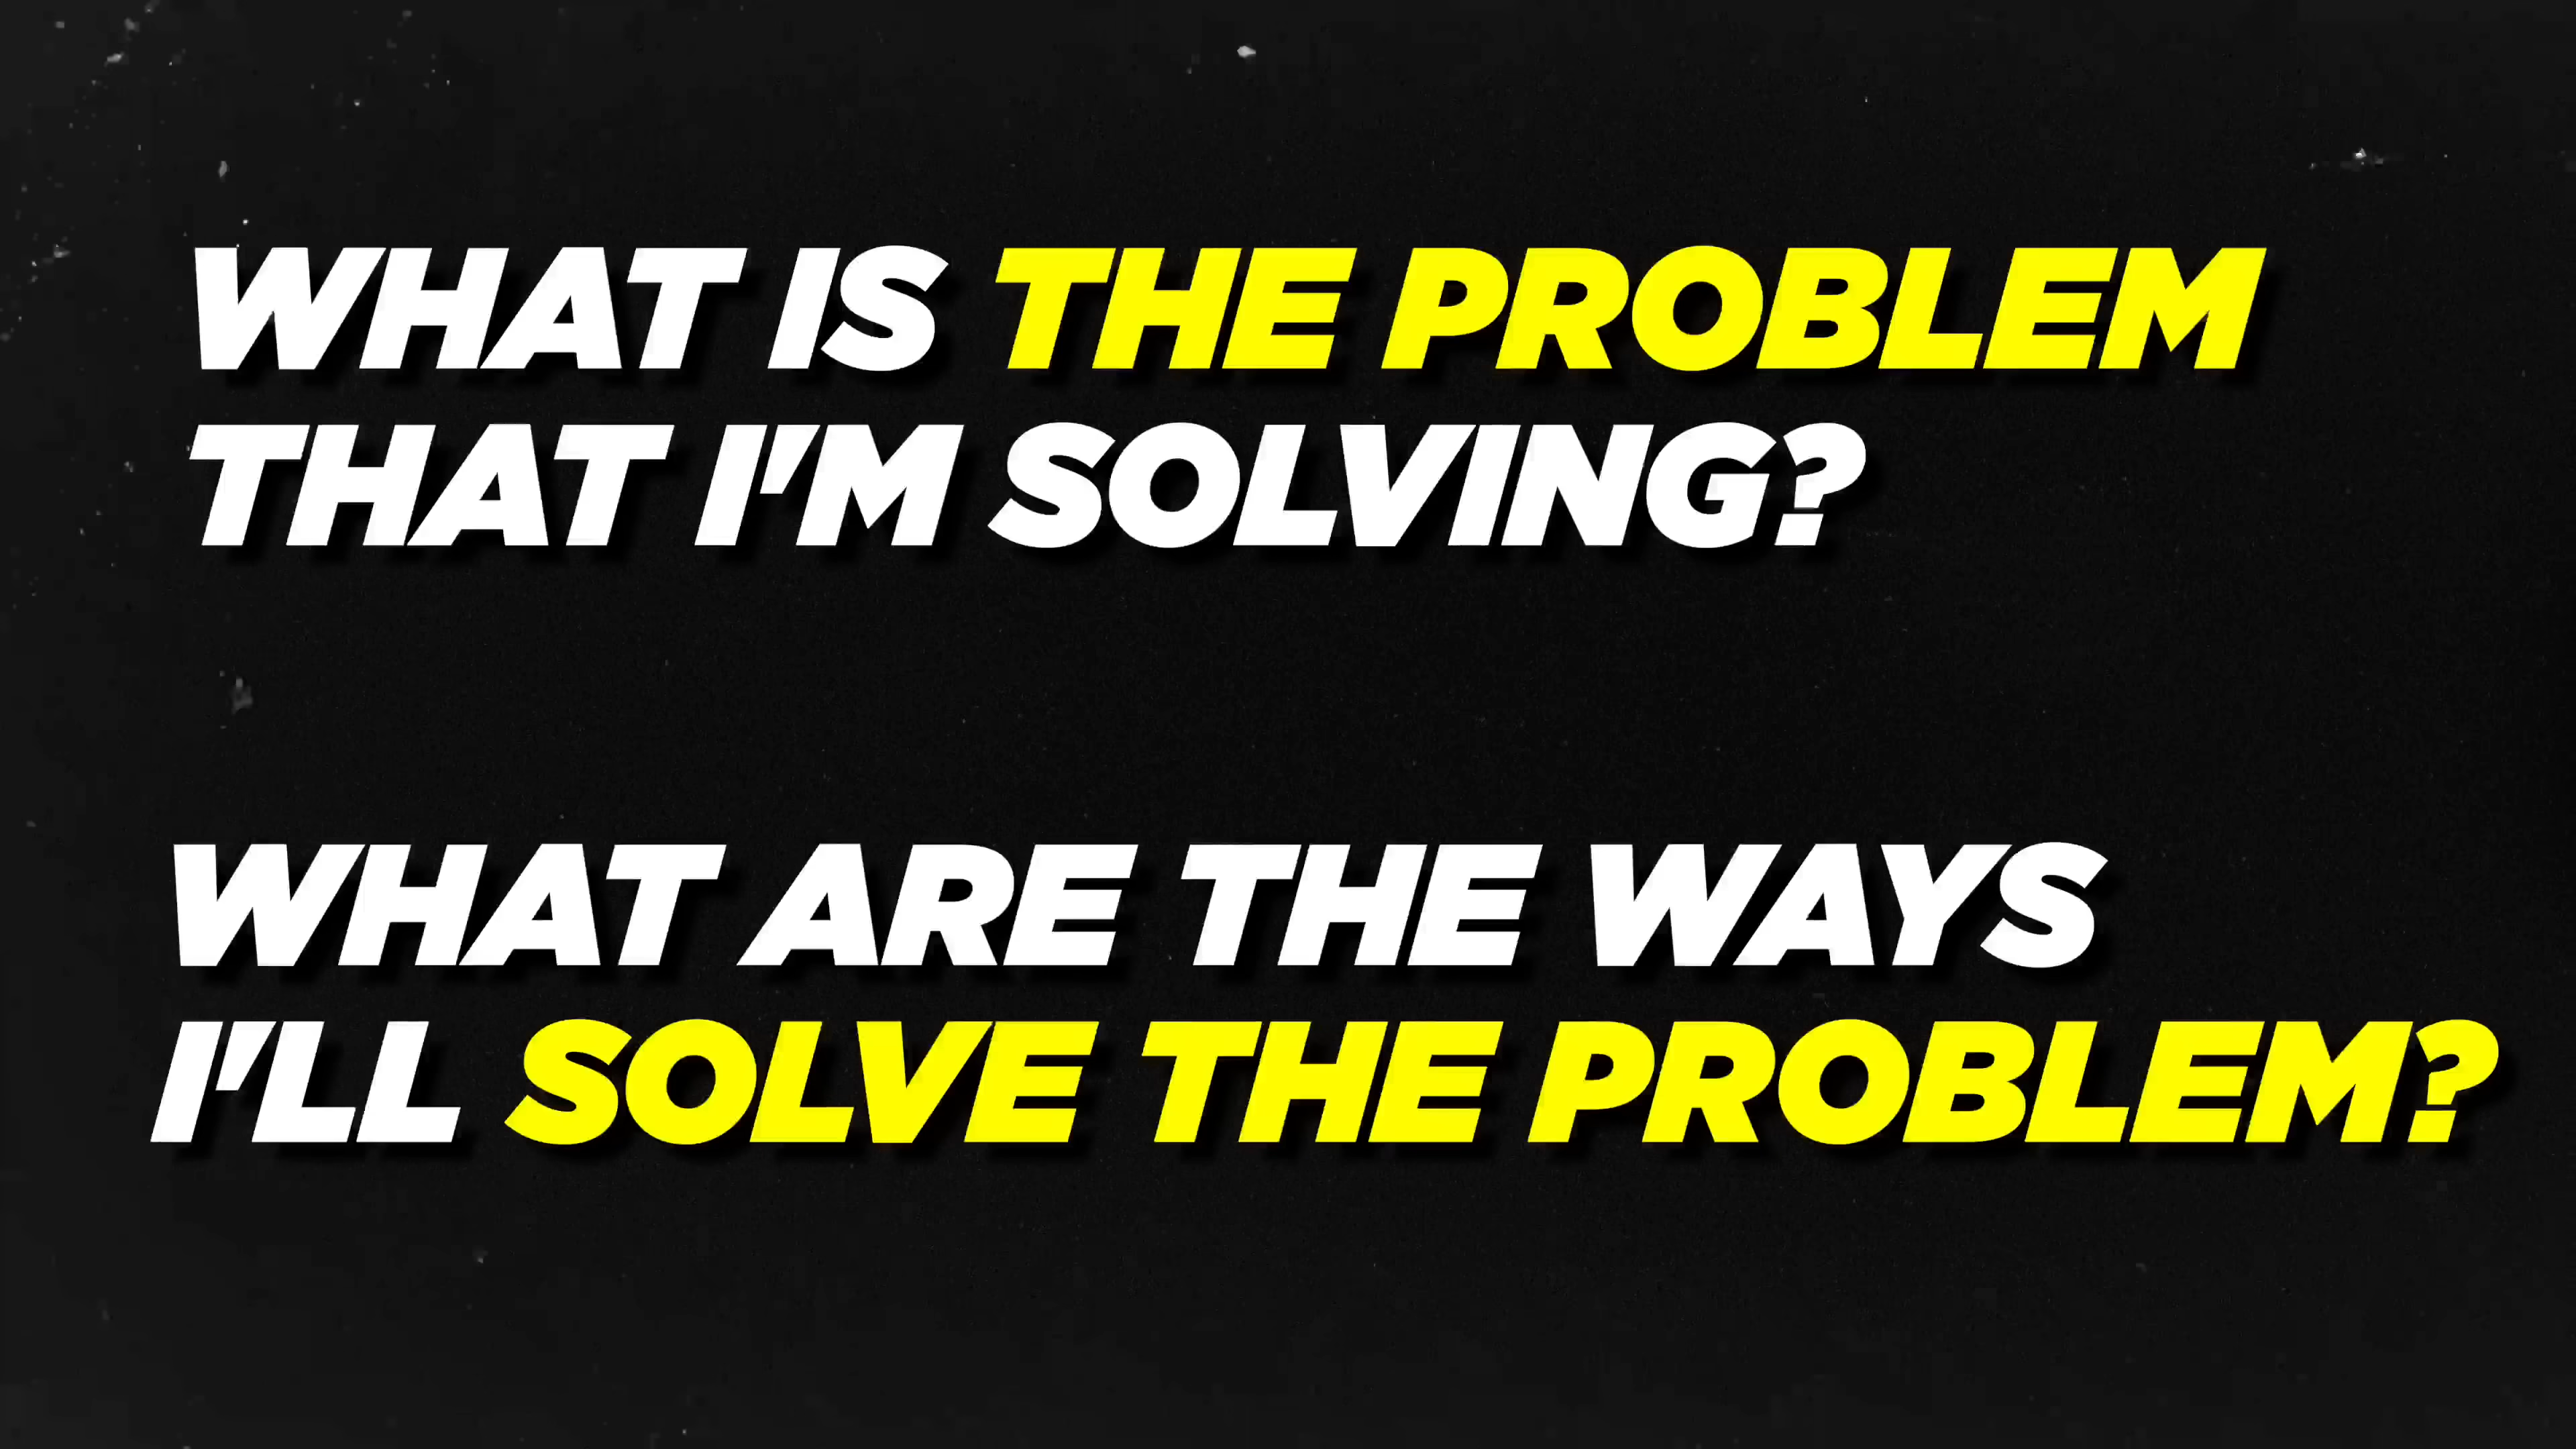 WHAT IS THE PROBLEM
THAT I'M SOLVING?
WHAT ARE THE WAYS
I'LL SOLVE THE PROBLEM?